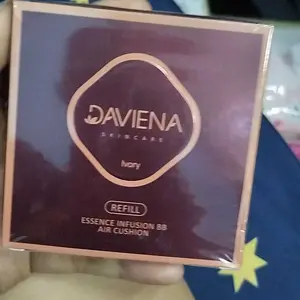 DAVIENA
SKINCARE
Ivory
REFILL
ESSENCE INFUSION BB
AIR CUSHION